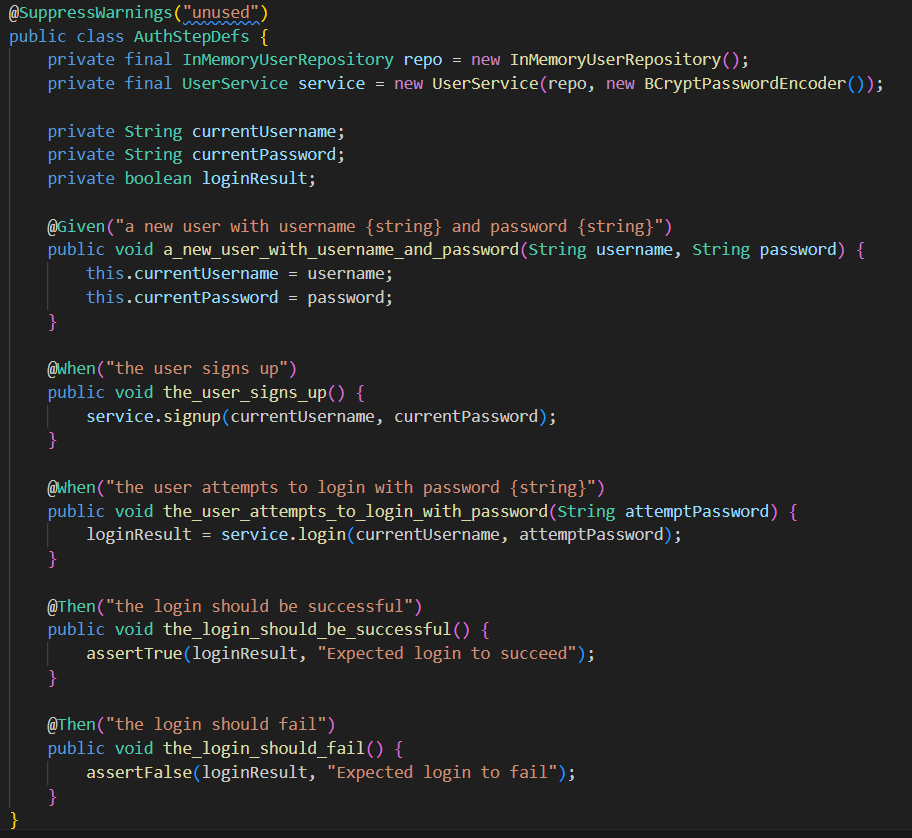 @SuppressWarnings("unused")
public class AuthStepDefs {
    private final InMemoryUserRepository repo = new InMemoryUserRepository();
    private final UserService service = new UserService(repo, new BCryptPasswordEncoder());

    private String currentUsername;
    private String currentPassword;
    private boolean loginResult;

    @Given("a new user with username {string} and password {string}")
    public void a_new_user_with_username_and_password(String username, String password) {
        this.currentUsername = username;
        this.currentPassword = password;
    }

    @When("the user signs up")
    public void the_user_signs_up() {
        service.signup(currentUsername, currentPassword);
    }

    @When("the user attempts to login with password {string}")
    public void the_user_attempts_to_login_with_password(String attemptPassword) {
        loginResult = service.login(currentUsername, attemptPassword);
    }

    @Then("the login should be successful")
    public void the_login_should_be_successful() {
        assertTrue(loginResult, "Expected login to succeed");
    }

    @Then("the login should fail")
    public void the_login_should_fail() {
        assertFalse(loginResult, "Expected login to fail");
    }
}